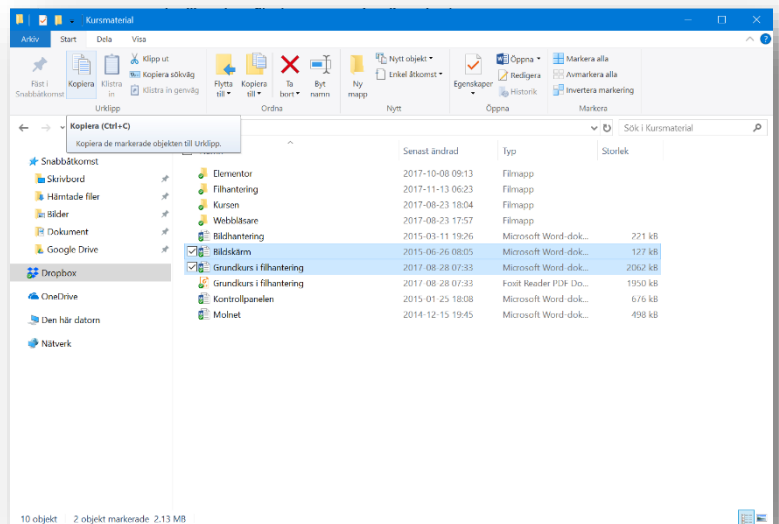 Kursmaterial
Arkiv Start Dela Visa
Fäst i Snabbåtkomst
Kopiera
Klistra in
Klipp ut
Kopiera sökväg
Klistra in genväg
Urklipp
Flytta till
Kopiera till
Ta bort
Byt namn
Ordna
Ny mapp
Nytt objekt
Enkel åtkomst
Nytt
Egenskaper
Öppna
Redigera
Historik
Öppna
Markera alla
Avmarkera alla
Invertera markering
Markera
Kopiera (Ctrl+C)
Kopiera de markerade objekten till Urklipp.
Sök i Kursmaterial
Senast ändrad Typ Storlek
Snabbåtkomst
Skrivbord
Hämtade filer
Bilder
Dokument
Google Drive
Dropbox
OneDrive
Den här datorn
Nätverk
Elementor 2017-10-08 09:13 Filmapp
Filhantering 2017-11-13 06:23 Filmapp
Kursen 2017-08-23 18:04 Filmapp
Webbläsare 2017-08-23 17:57 Filmapp
Bildhantering 2015-03-11 19:26 Microsoft Word-dok... 221 kB
Bildskärm 2015-06-26 08:05 Microsoft Word-dok... 127 kB
Grundkurs i filhantering 2017-08-28 07:33 Microsoft Word-dok... 2062 kB
Grundkurs i filhantering 2017-08-28 07:33 Foxit Reader PDF Do... 1950 kB
Kontrollpanelen 2015-01-25 18:08 Microsoft Word-dok... 676 kB
Molnet 2014-12-15 19:45 Microsoft Word-dok... 498 kB
10 objekt 2 objekt markerade 2.13 MB